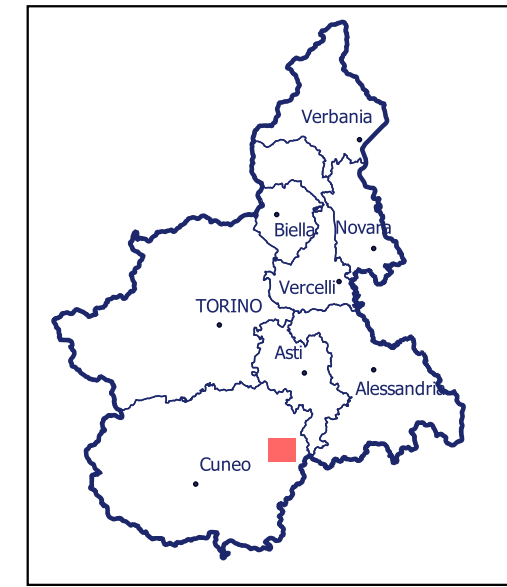 Verbania
Biella
Novara
Vercelli
TORINO
Asti
Alessandria
Cuneo